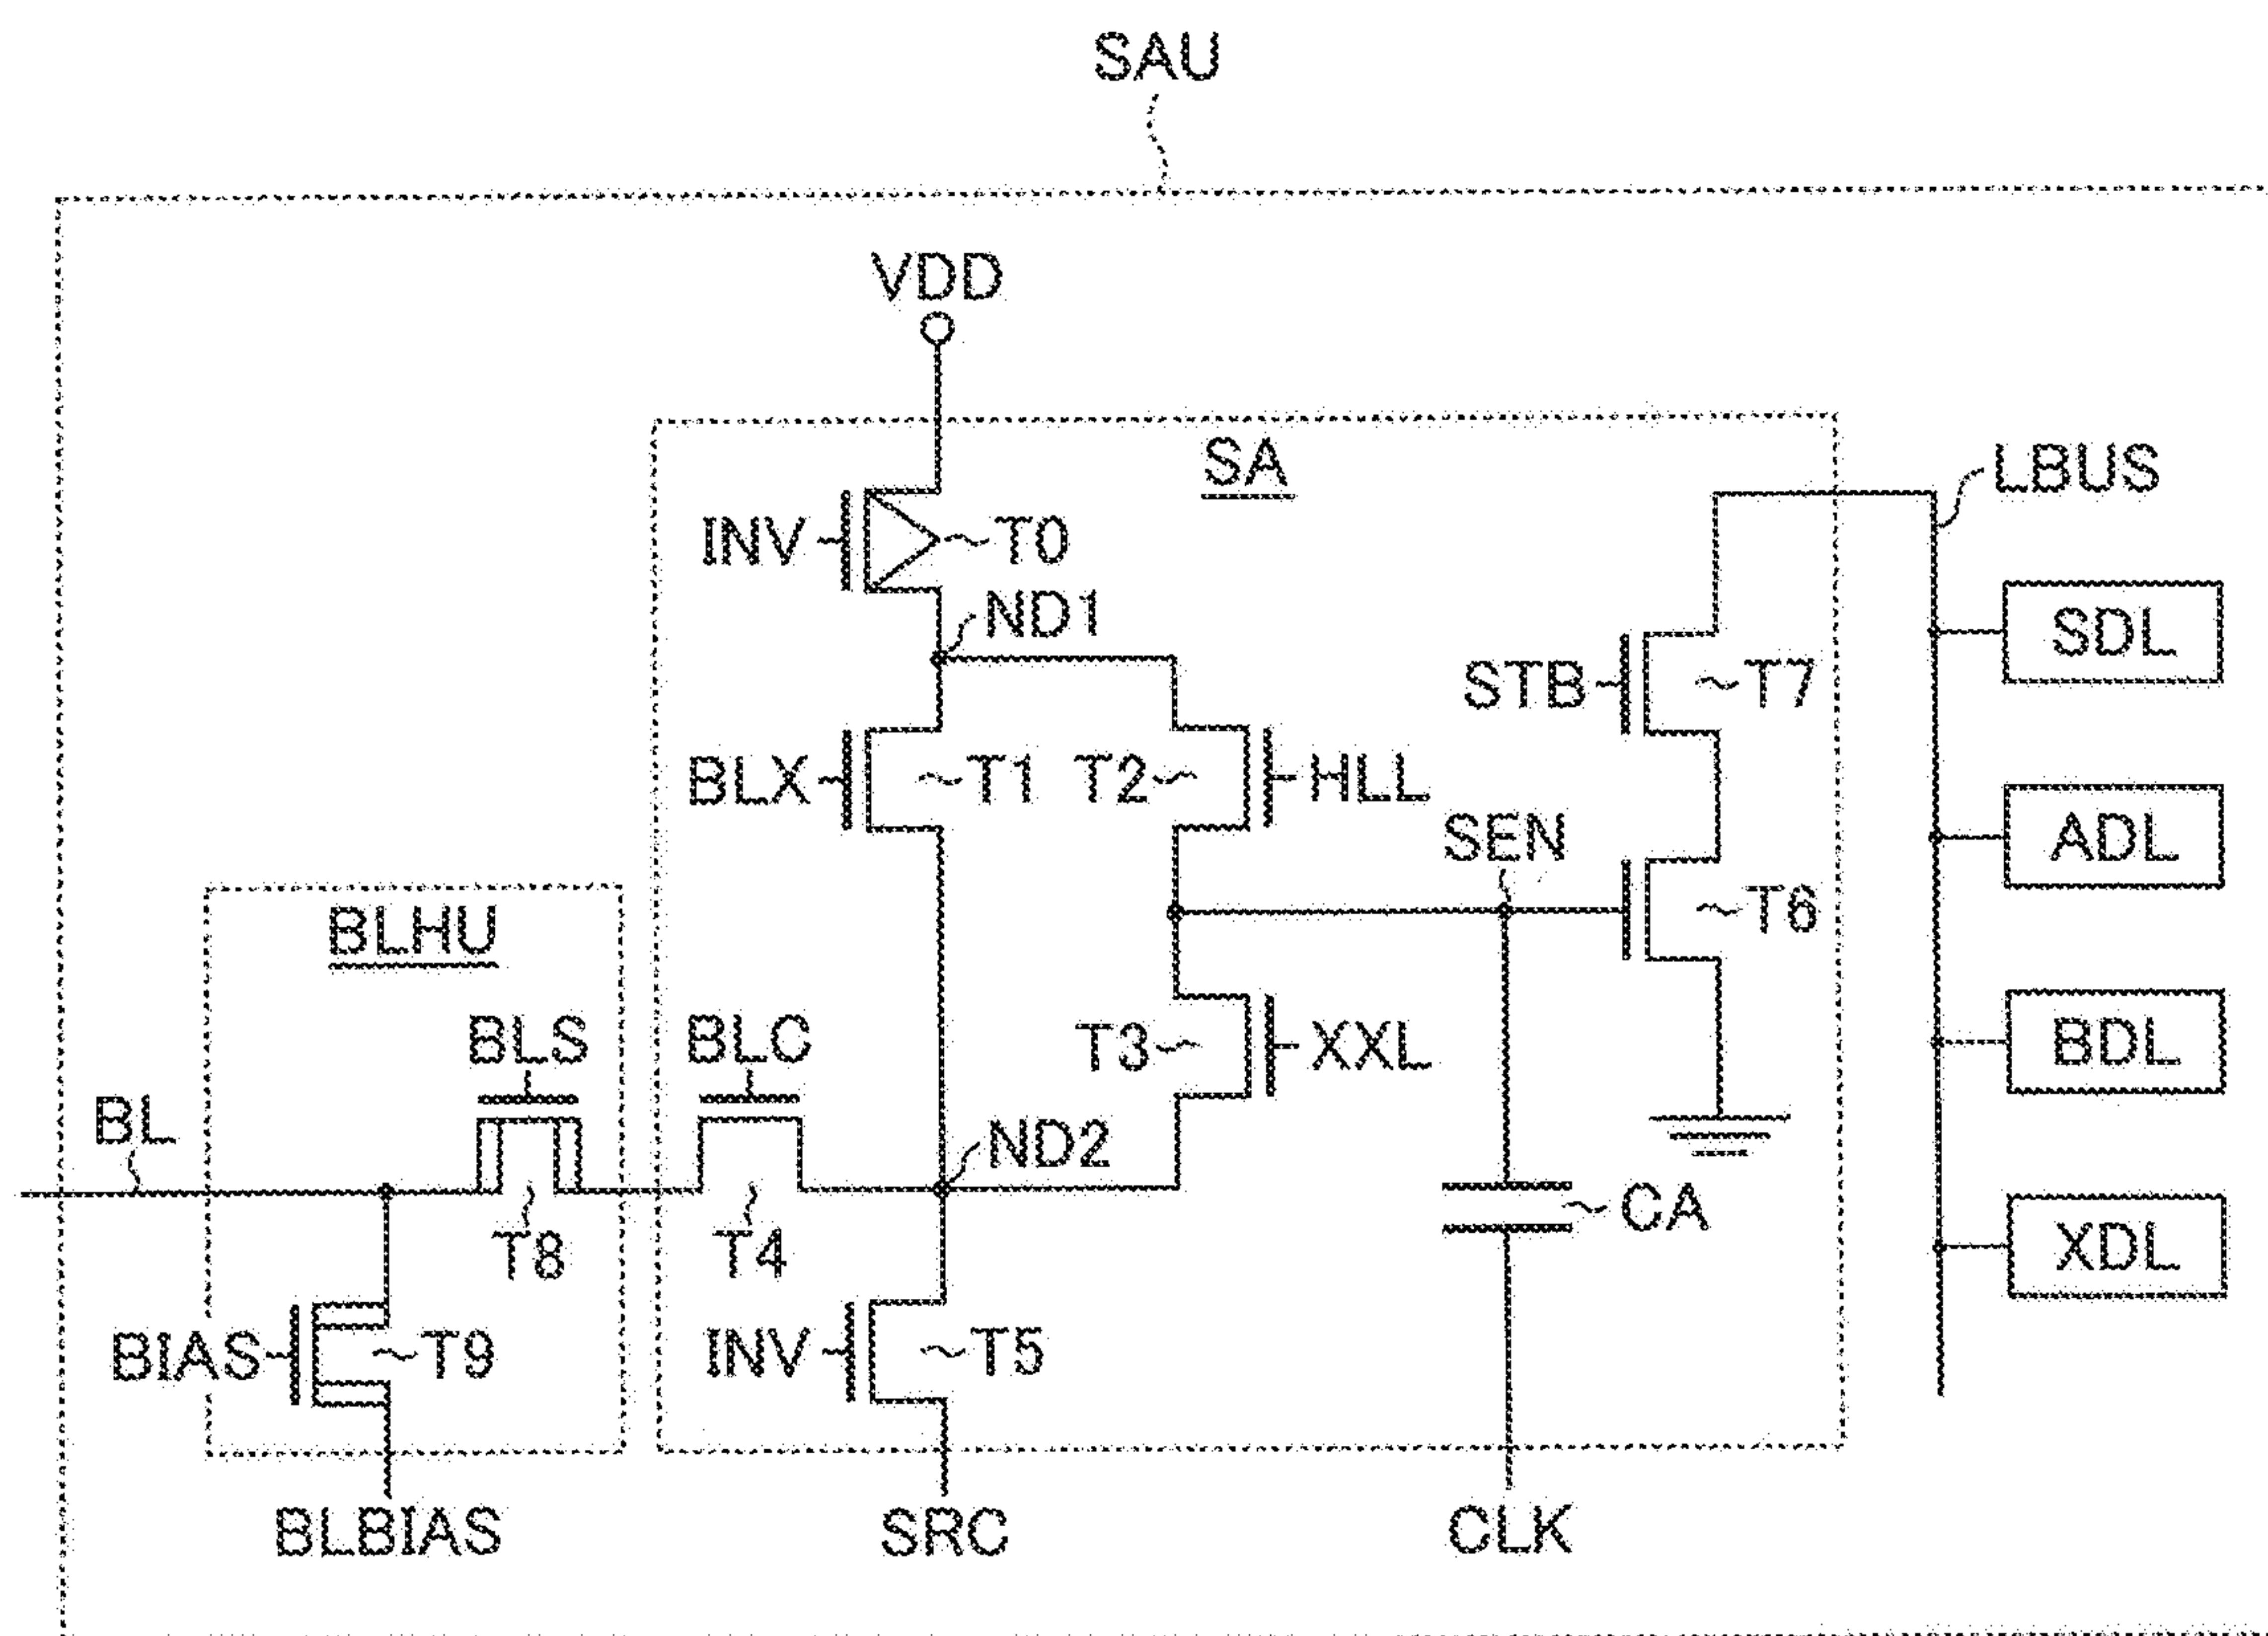 SAU
VDD
SA
LBUS
INV
T0
ND1
SDL
STB
T7
BLX
T1
T2
HLL
SEN
ADL
T6
BLHU
BLS
BLC
T3
XXL
BDL
BL
ND2
T8
T4
CA
XDL
BIAS
T9
INV
T5
BLBIAS
SRC
CLK